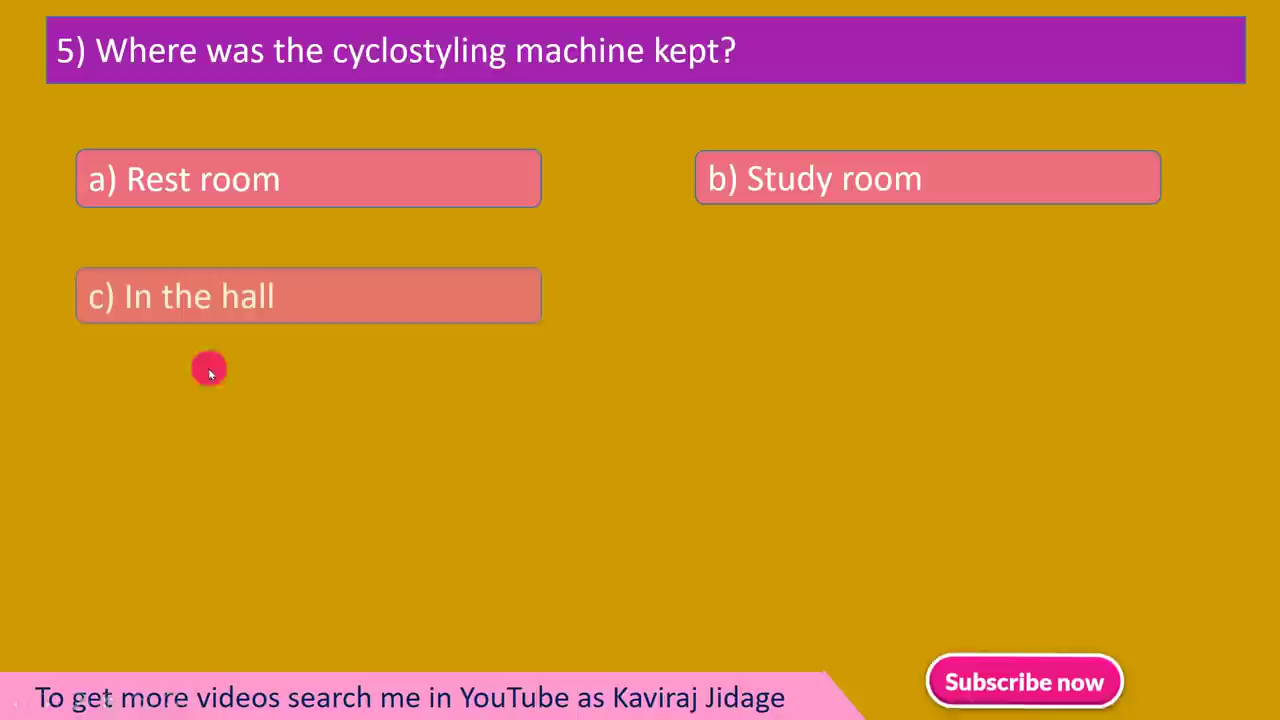 5) Where was the cyclostyling machine kept?
a) Rest room
b) Study room
c) In the hall
To get more videos search me in YouTube as Kaviraj Jidage
Subscribe now